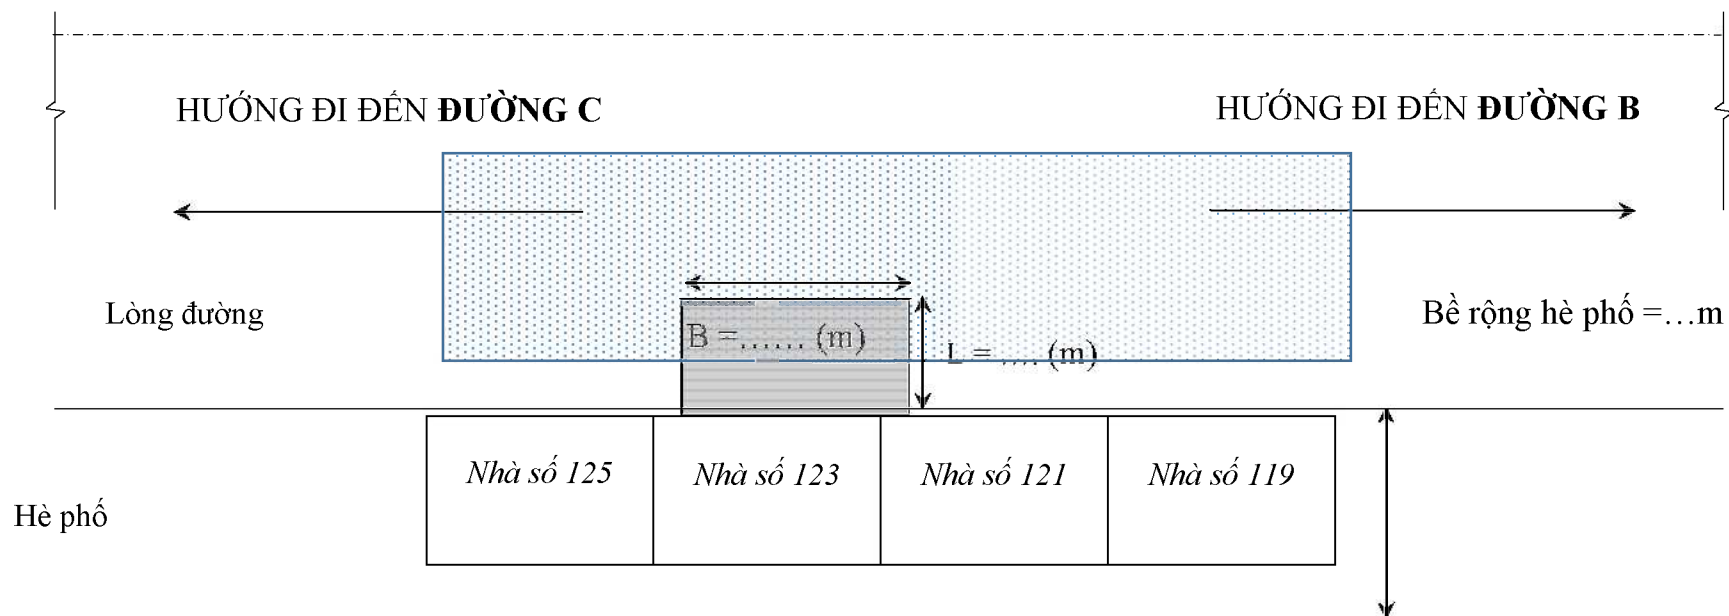 HƯỚNG ĐI ĐẾN ĐƯỜNG C
HƯỚNG ĐI ĐẾN ĐƯỜNG B
Lòng đường
B =...... (m)
L = .... (m)
Bề rộng hè phố =...m
Nhà số 125
Nhà số 123
Nhà số 121
Nhà số 119
Hè phố